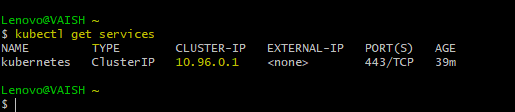 Lenovo@VAISH ~
$ kubectl get services
NAME TYPE CLUSTER-IP EXTERNAL-IP PORT(S) AGE
kubernetes ClusterIP 10.96.0.1 <none> 443/TCP 39m
Lenovo@VAISH ~
$